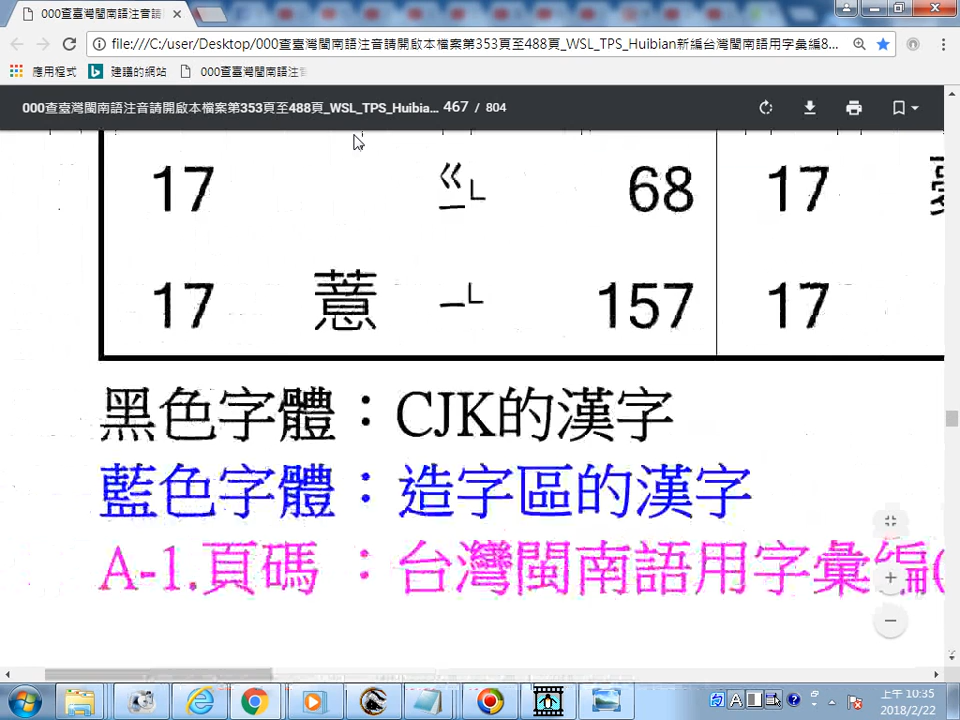 000查臺灣閩南語注音請
file:///C:/user/Desktop/000查臺灣閩南語注音請開啟本檔案第353頁至488頁_WSL_TPS_Huibian新編台灣閩南語用字彙編8...
應用程式 建議的網站 000查臺灣閩南語注音
000查臺灣閩南語注音請開啟本檔案第353頁至488頁_WSL_TPS_Huibia... 467 / 804
17 ㄍㄧㄴ 68 17
17 薏 ㄧㄴ 157 17
黑色字體：CJK的漢字
藍色字體：造字區的漢字
A-1.頁碼 ：台灣閩南語用字彙編(
上午 10:35
2018/2/22